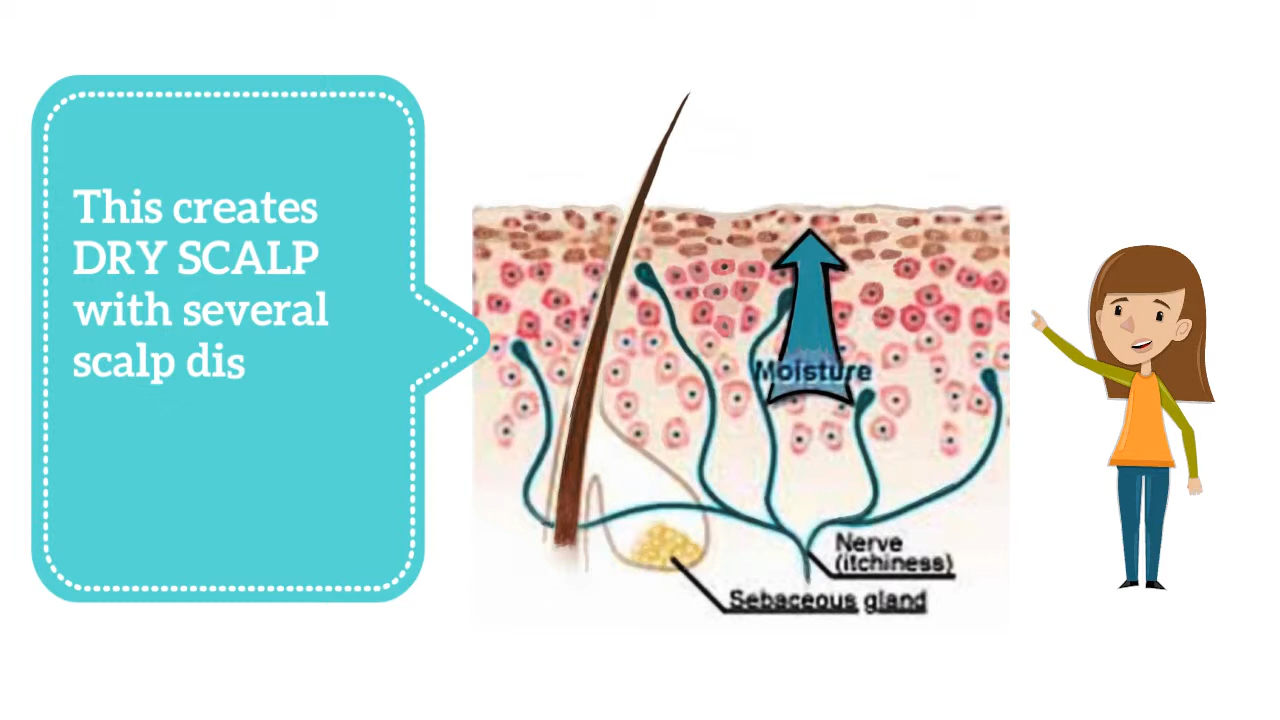 This creates
DRY SCALP
with several
scalp dis
Moisture
Nerve
(itchiness)
Sebaceous gland